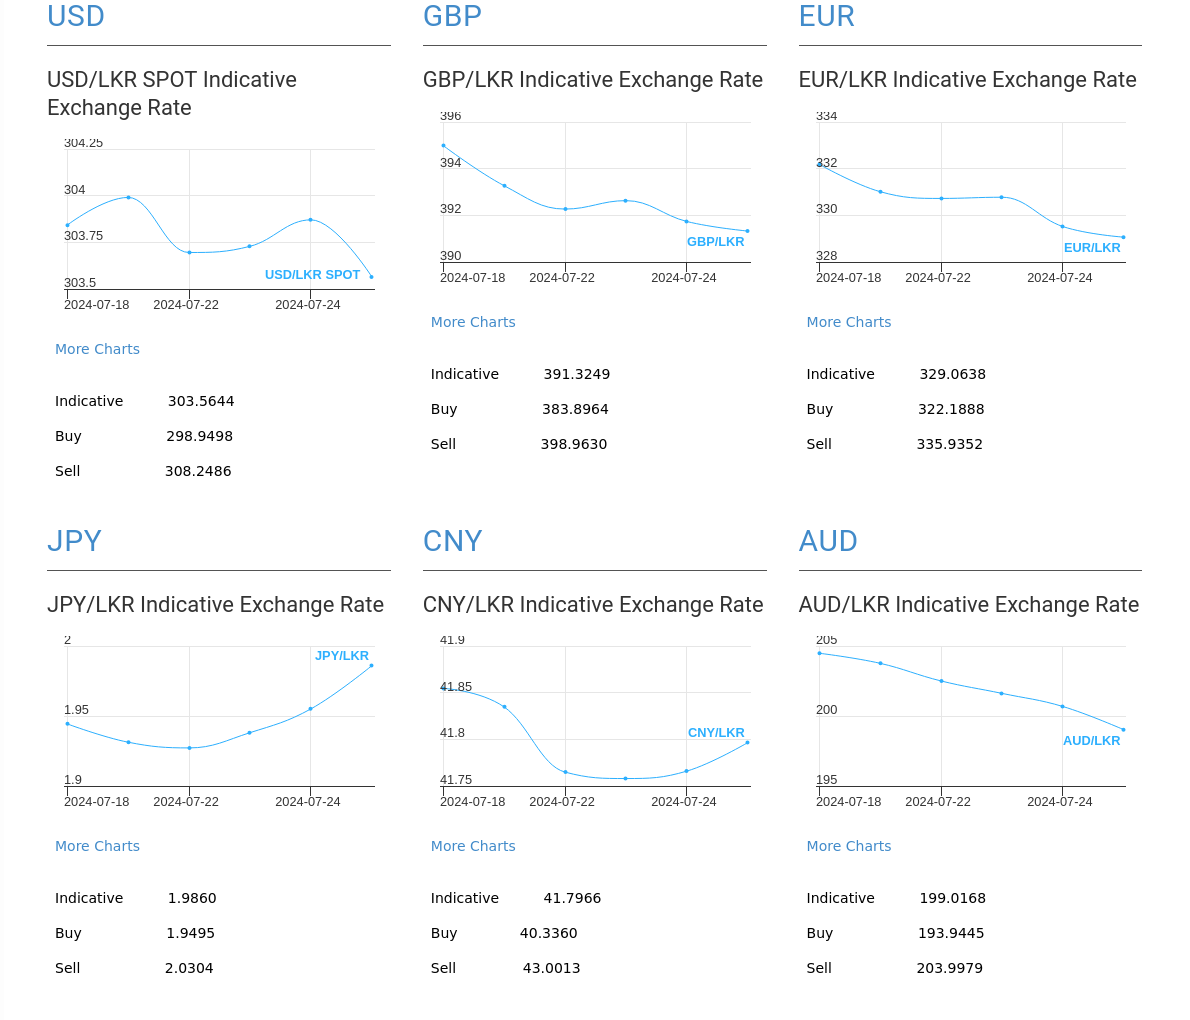 USD
USD/LKR SPOT Indicative
Exchange Rate
304.25
304
303.75
303.5
USD/LKR SPOT
2024-07-18
2024-07-22
2024-07-24
More Charts
Indicative 303.5644
Buy 298.9498
Sell 308.2486
GBP
GBP/LKR Indicative Exchange Rate
396
394
392
390
GBP/LKR
2024-07-18
2024-07-22
2024-07-24
More Charts
Indicative 391.3249
Buy 383.8964
Sell 398.9630
EUR
EUR/LKR Indicative Exchange Rate
334
332
330
328
EUR/LKR
2024-07-18
2024-07-22
2024-07-24
More Charts
Indicative 329.0638
Buy 322.1888
Sell 335.9352
JPY
JPY/LKR Indicative Exchange Rate
2
1.95
1.9
JPY/LKR
2024-07-18
2024-07-22
2024-07-24
More Charts
Indicative 1.9860
Buy 1.9495
Sell 2.0304
CNY
CNY/LKR Indicative Exchange Rate
41.9
41.85
41.8
41.75
CNY/LKR
2024-07-18
2024-07-22
2024-07-24
More Charts
Indicative 41.7966
Buy 40.3360
Sell 43.0013
AUD
AUD/LKR Indicative Exchange Rate
205
200
195
AUD/LKR
2024-07-18
2024-07-22
2024-07-24
More Charts
Indicative 199.0168
Buy 193.9445
Sell 203.9979